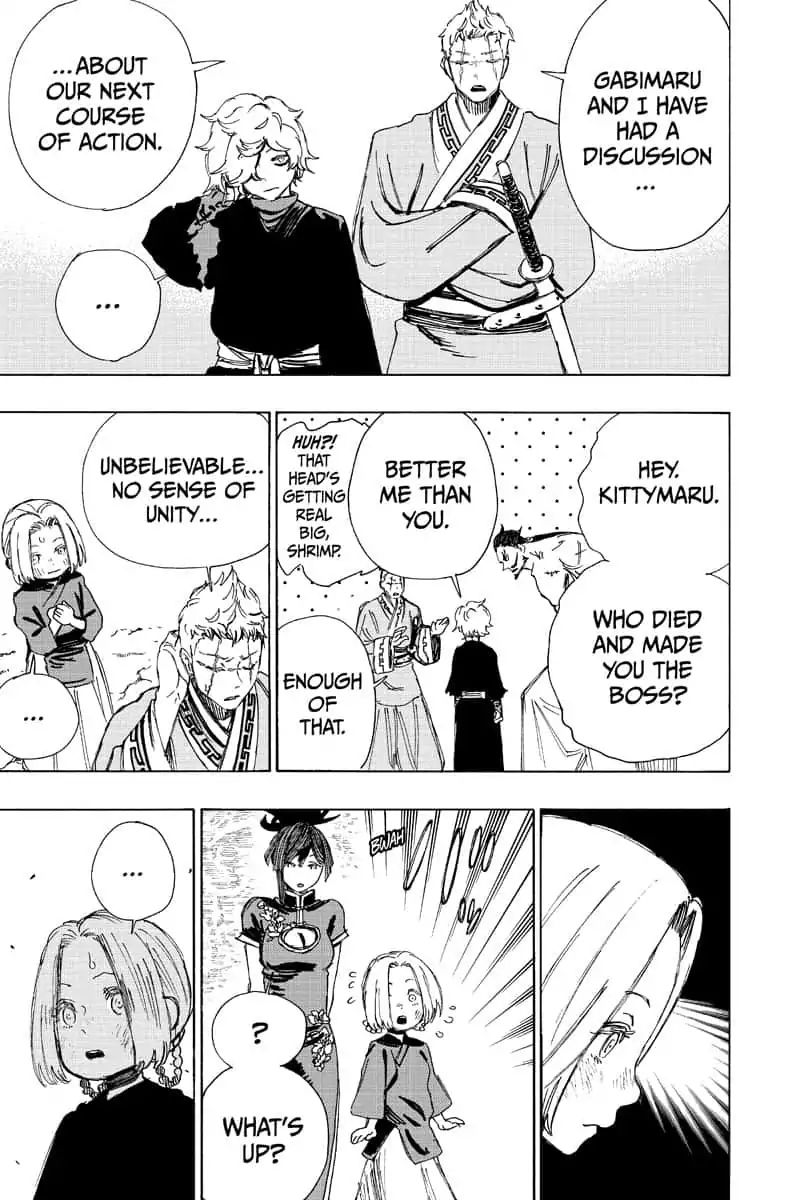 GABIMARU
AND I HAVE
HAD A
DISCUSSION
...
...ABOUT
OUR NEXT
COURSE
OF ACTION.
...
HEY.
KITTYMARU.
WHO DIED
AND MADE
YOU THE
BOSS?
BETTER
ME THAN
YOU.
HUH?!
THAT
HEAD'S
GETTING
REAL
BIG,
SHRIMP.
ENOUGH
OF
THAT.
UNBELIEVABLE...
NO SENSE OF
UNITY...
...
BWAH
?
WHAT'S
UP?
...